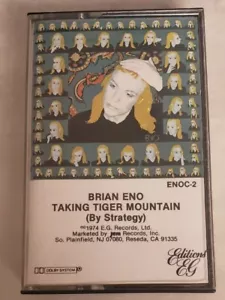 ENOC-2
BRIAN ENO
TAKING TIGER MOUNTAIN
(By Strategy)
℗1974 E.G. Records, Ltd.
Marketed by jem Records, Inc.
So. Plainfield, NJ 07080, Reseda, CA 91335
DOLBY SYSTEM
Editions
EG